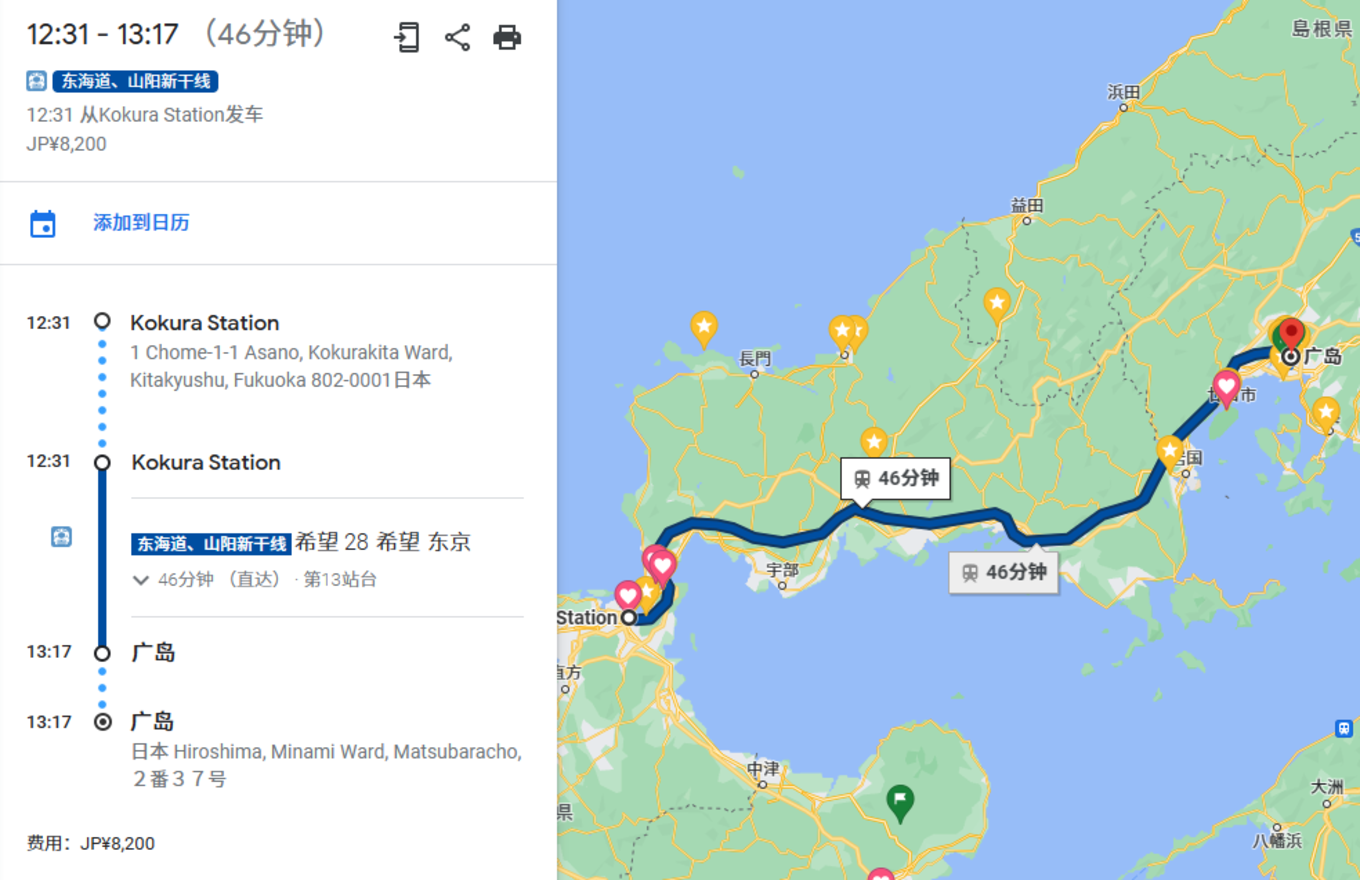 12:31 – 13:17 （46分钟）
东海道、山阳新干线
12:31 从Kokura Station发车
JP¥8,200
添加到日历
12:31 Kokura Station
1 Chome-1-1 Asano, Kokurakita Ward,
Kitakyushu, Fukuoka 802-0001日本
12:31 Kokura Station
东海道、山阳新干线 希望 28 希望 东京
46分钟 （直达） · 第13站台
13:17 广岛
13:17 广岛
日本 Hiroshima, Minami Ward, Matsubaracho,
２番３７号
费用：JP¥8,200
島根県
浜田
益田
長門
广岛
市
岩国
46分钟
46分钟
宇部
Station
直方
中津
県
大洲
八幡浜